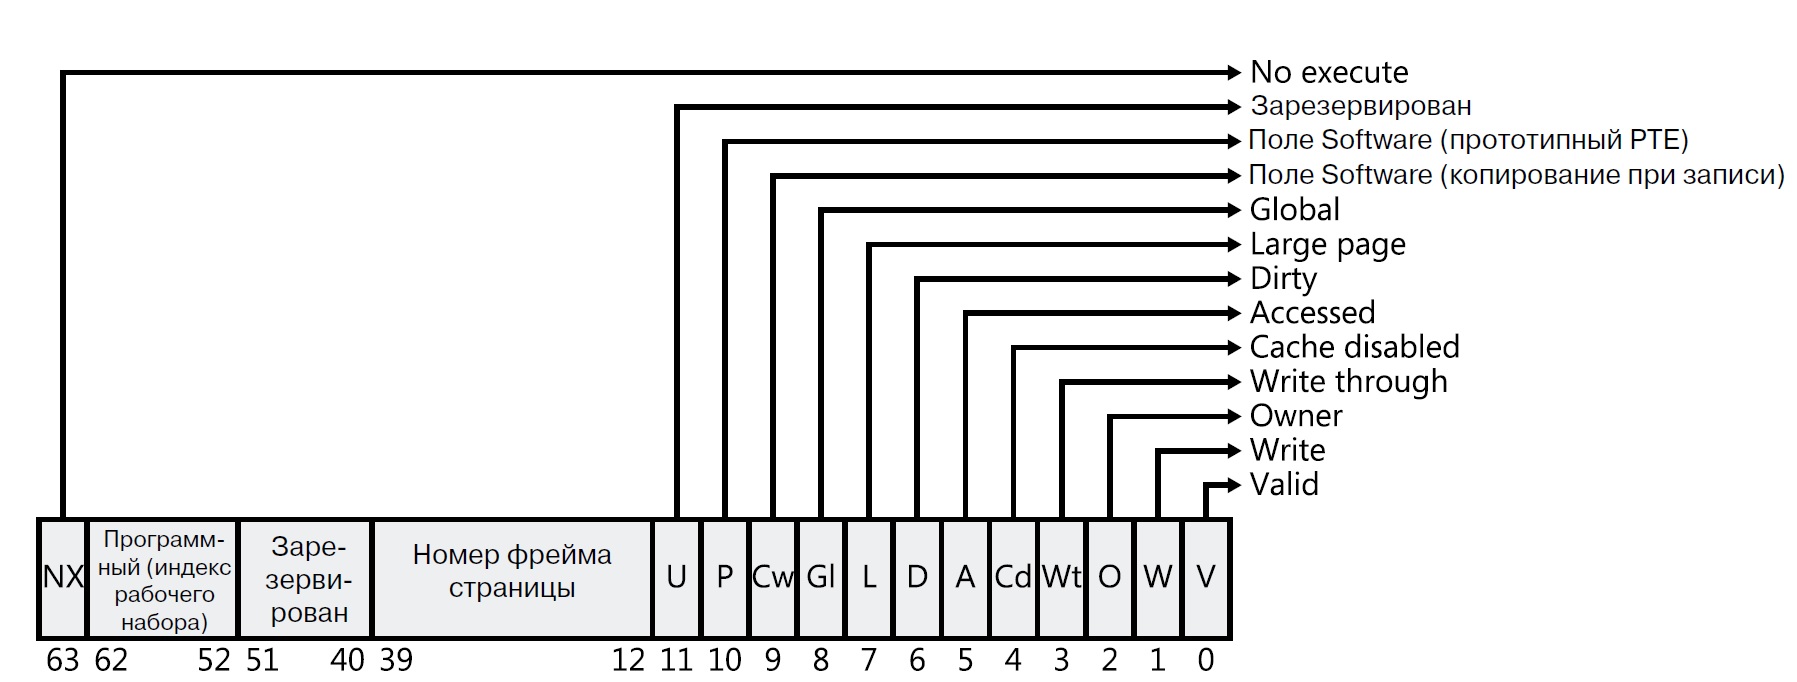 No execute
Зарезервирован
Поле Software (прототипный PTE)
Поле Software (копирование при записи)
Global
Large page
Dirty
Accessed
Cache disabled
Write through
Owner
Write
Valid
NX
Программ-
ный (индекс
рабочего
набора)
Заре-
зерви-
рован
Номер фрейма
страницы
U P Cw Gl L D A Cd Wt O W V
63 62 52 51 40 39 12 11 10 9 8 7 6 5 4 3 2 1 0